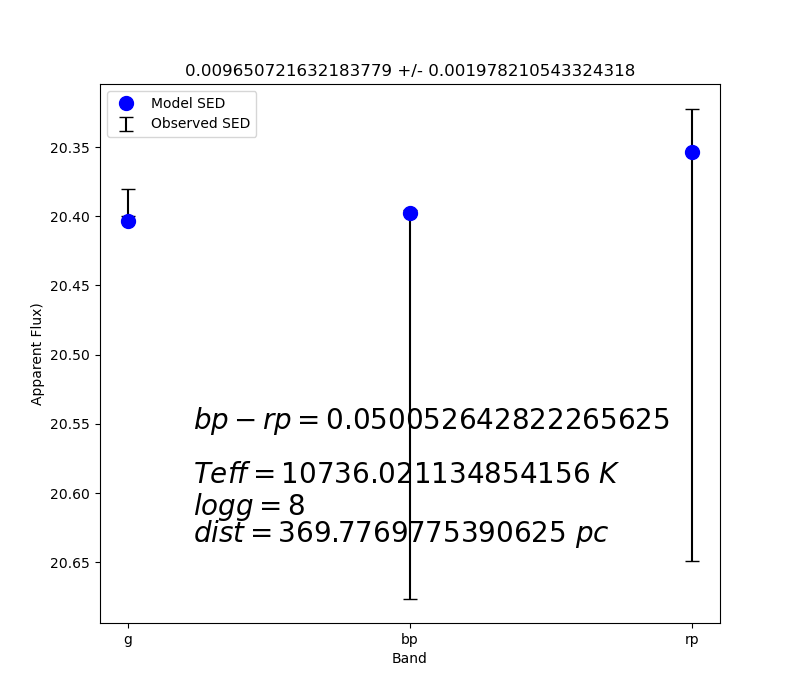 0.009650721632183779 +/- 0.001978210543324318
Model SED
Observed SED
20.35
20.40
20.45
20.50
20.55
20.60
20.65
Apparent Flux)
bp − rp = 0.050052642822265625
Teff = 10736.021134854156 K
logg = 8
dist = 369.7769775390625 pc
g
bp
rp
Band